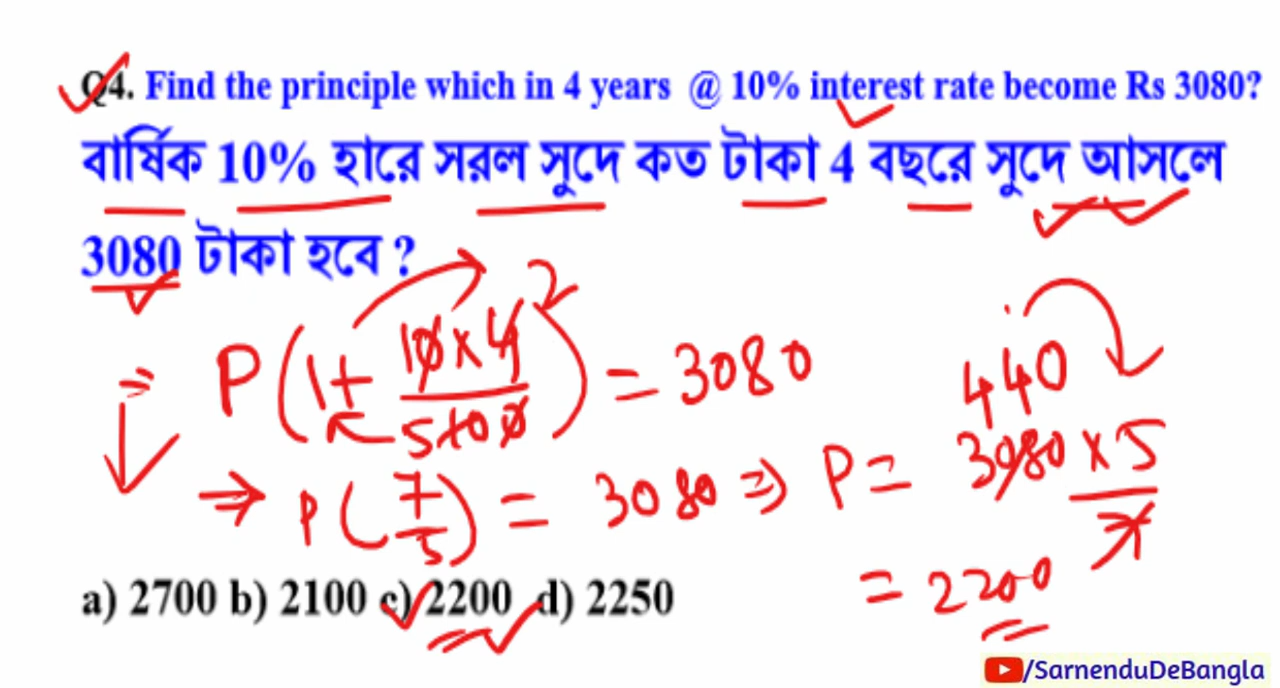 Q4. Find the principle which in 4 years @ 10% interest rate become Rs 3080?
বার্ষিক 10% হারে সরল সুদে কত টাকা 4 বছরে সুদে আসলে
3080 টাকা হবে ?
= P(1+ 10×4/100) = 3080
2
5
440
⇒ P(7/5) = 3080 ⇒ P = 3080×5/7
= 2200
a) 2700 b) 2100 c) 2200 d) 2250
/SarnenduDeBangla